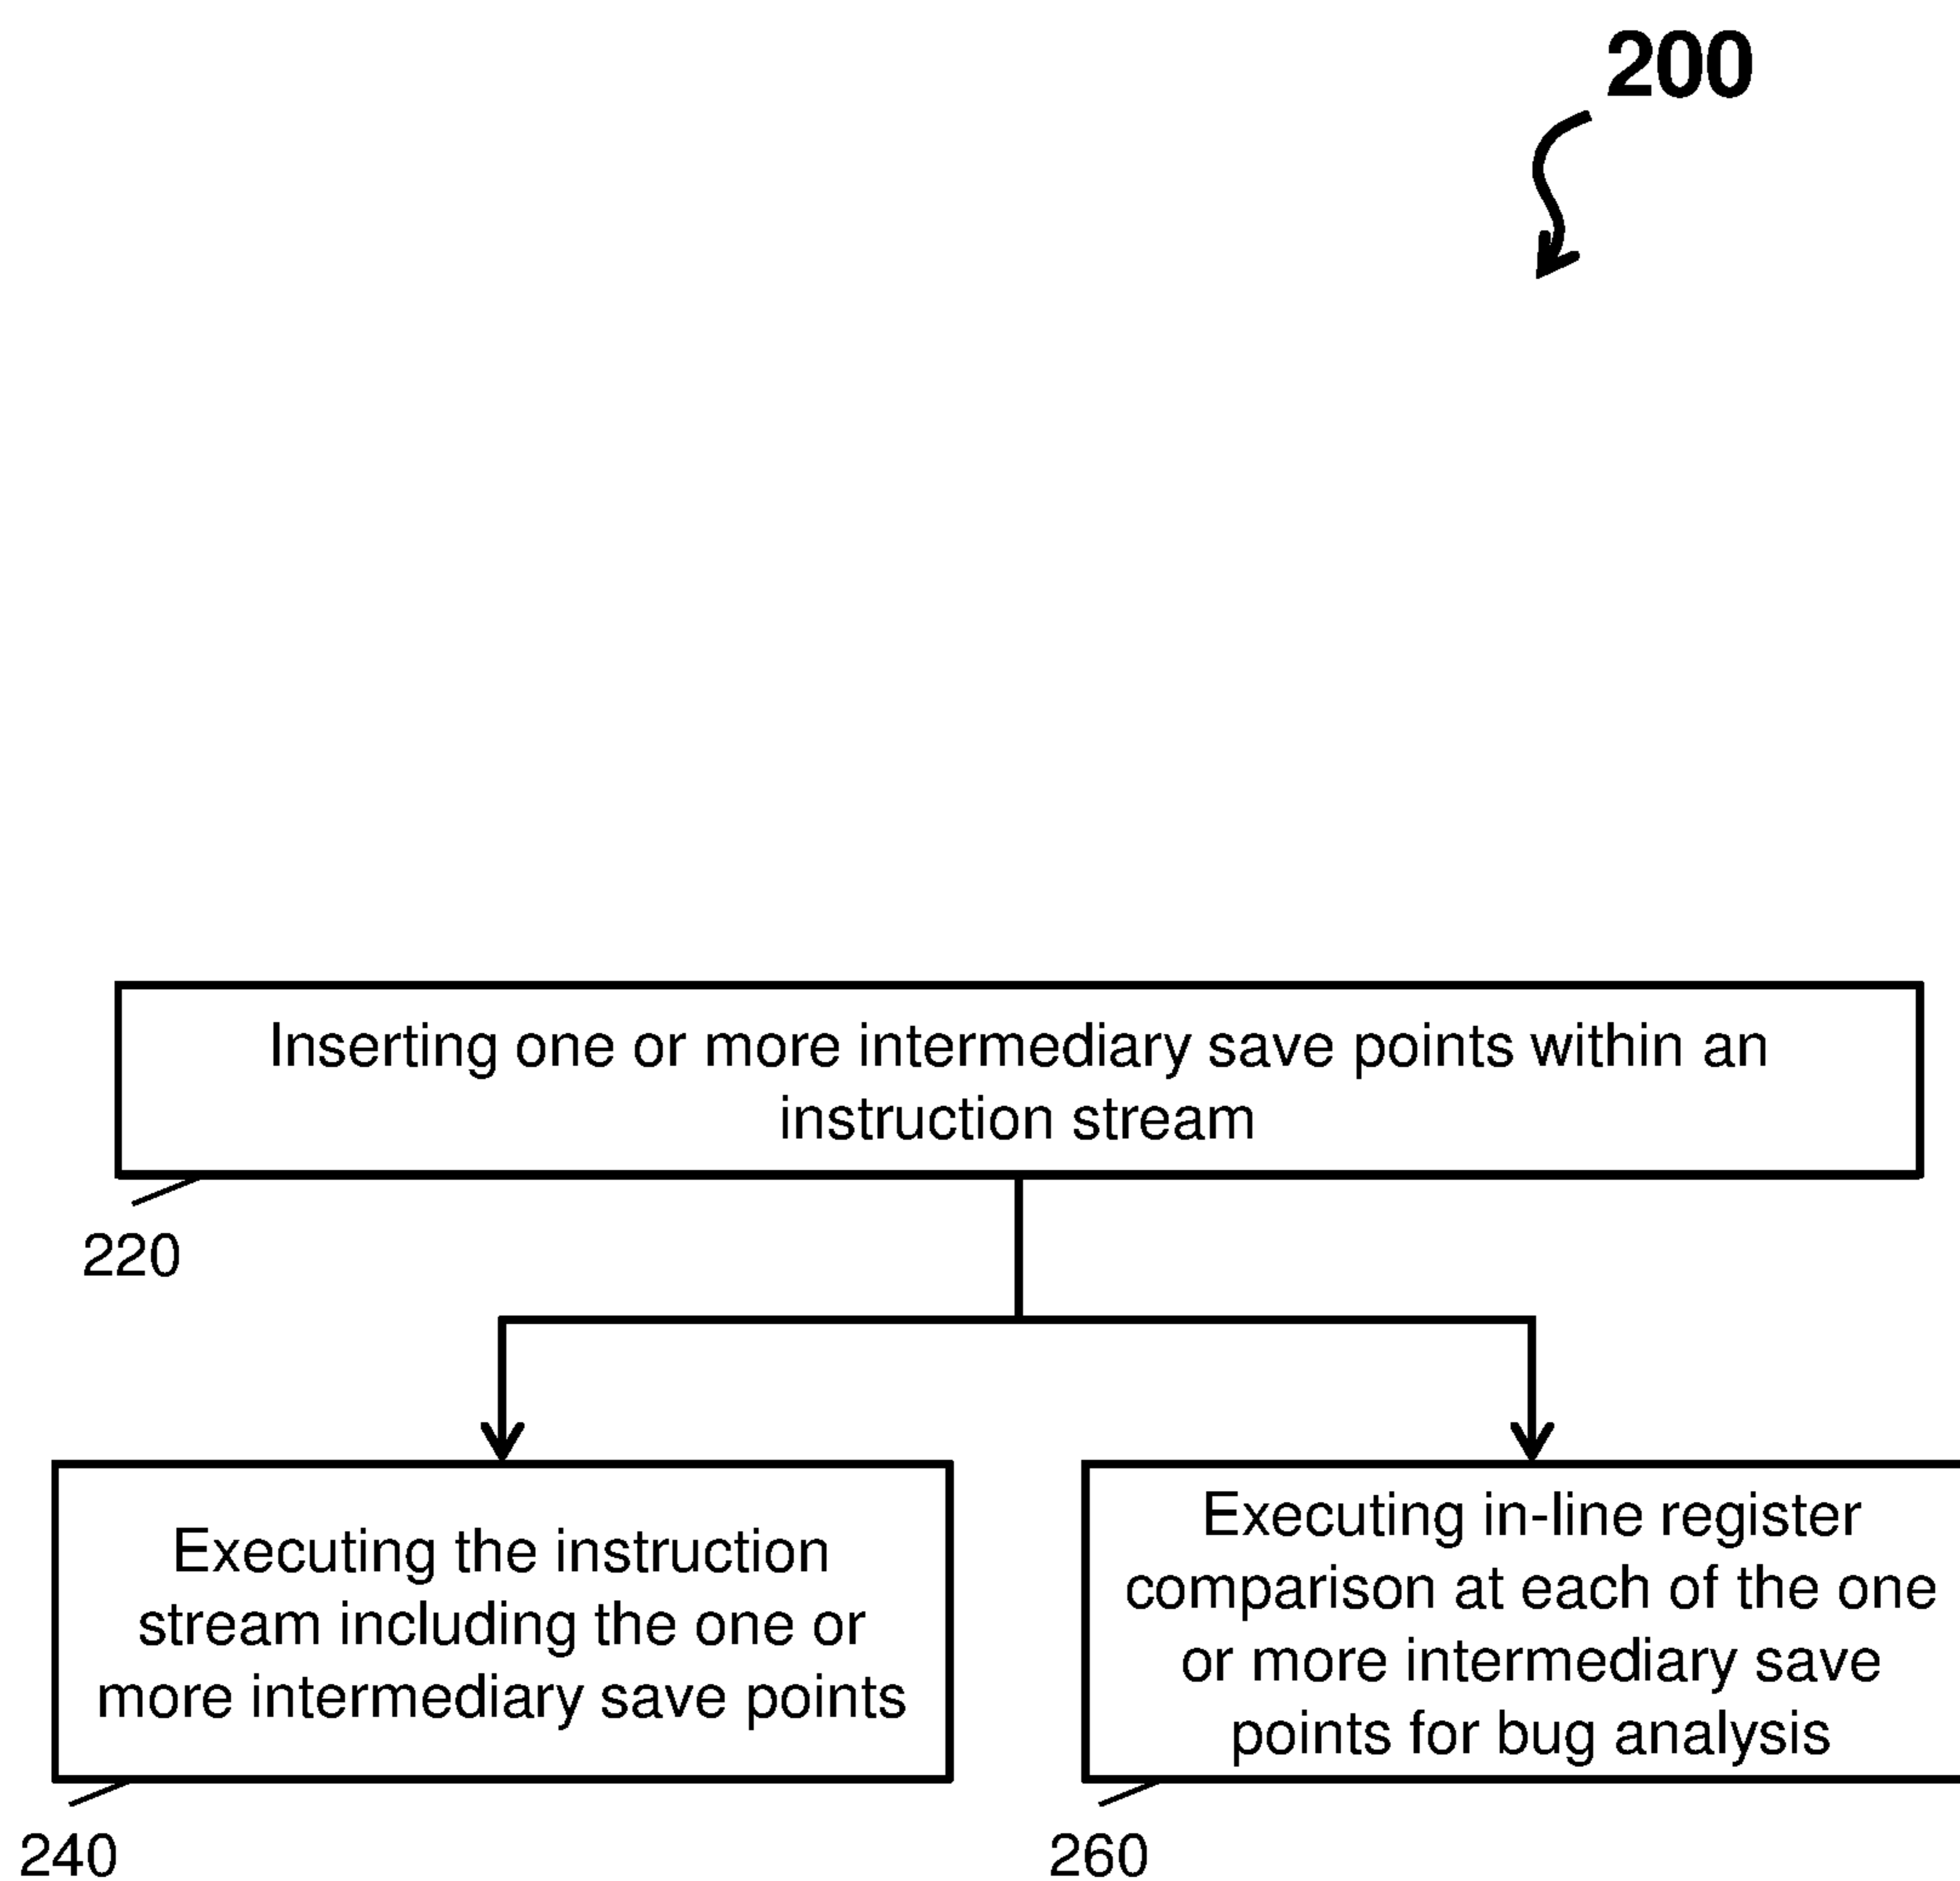 200
Inserting one or more intermediary save points within an
instruction stream
220
Executing the instruction
stream including the one or
more intermediary save points
240
Executing in-line register
comparison at each of the one
or more intermediary save
points for bug analysis
260